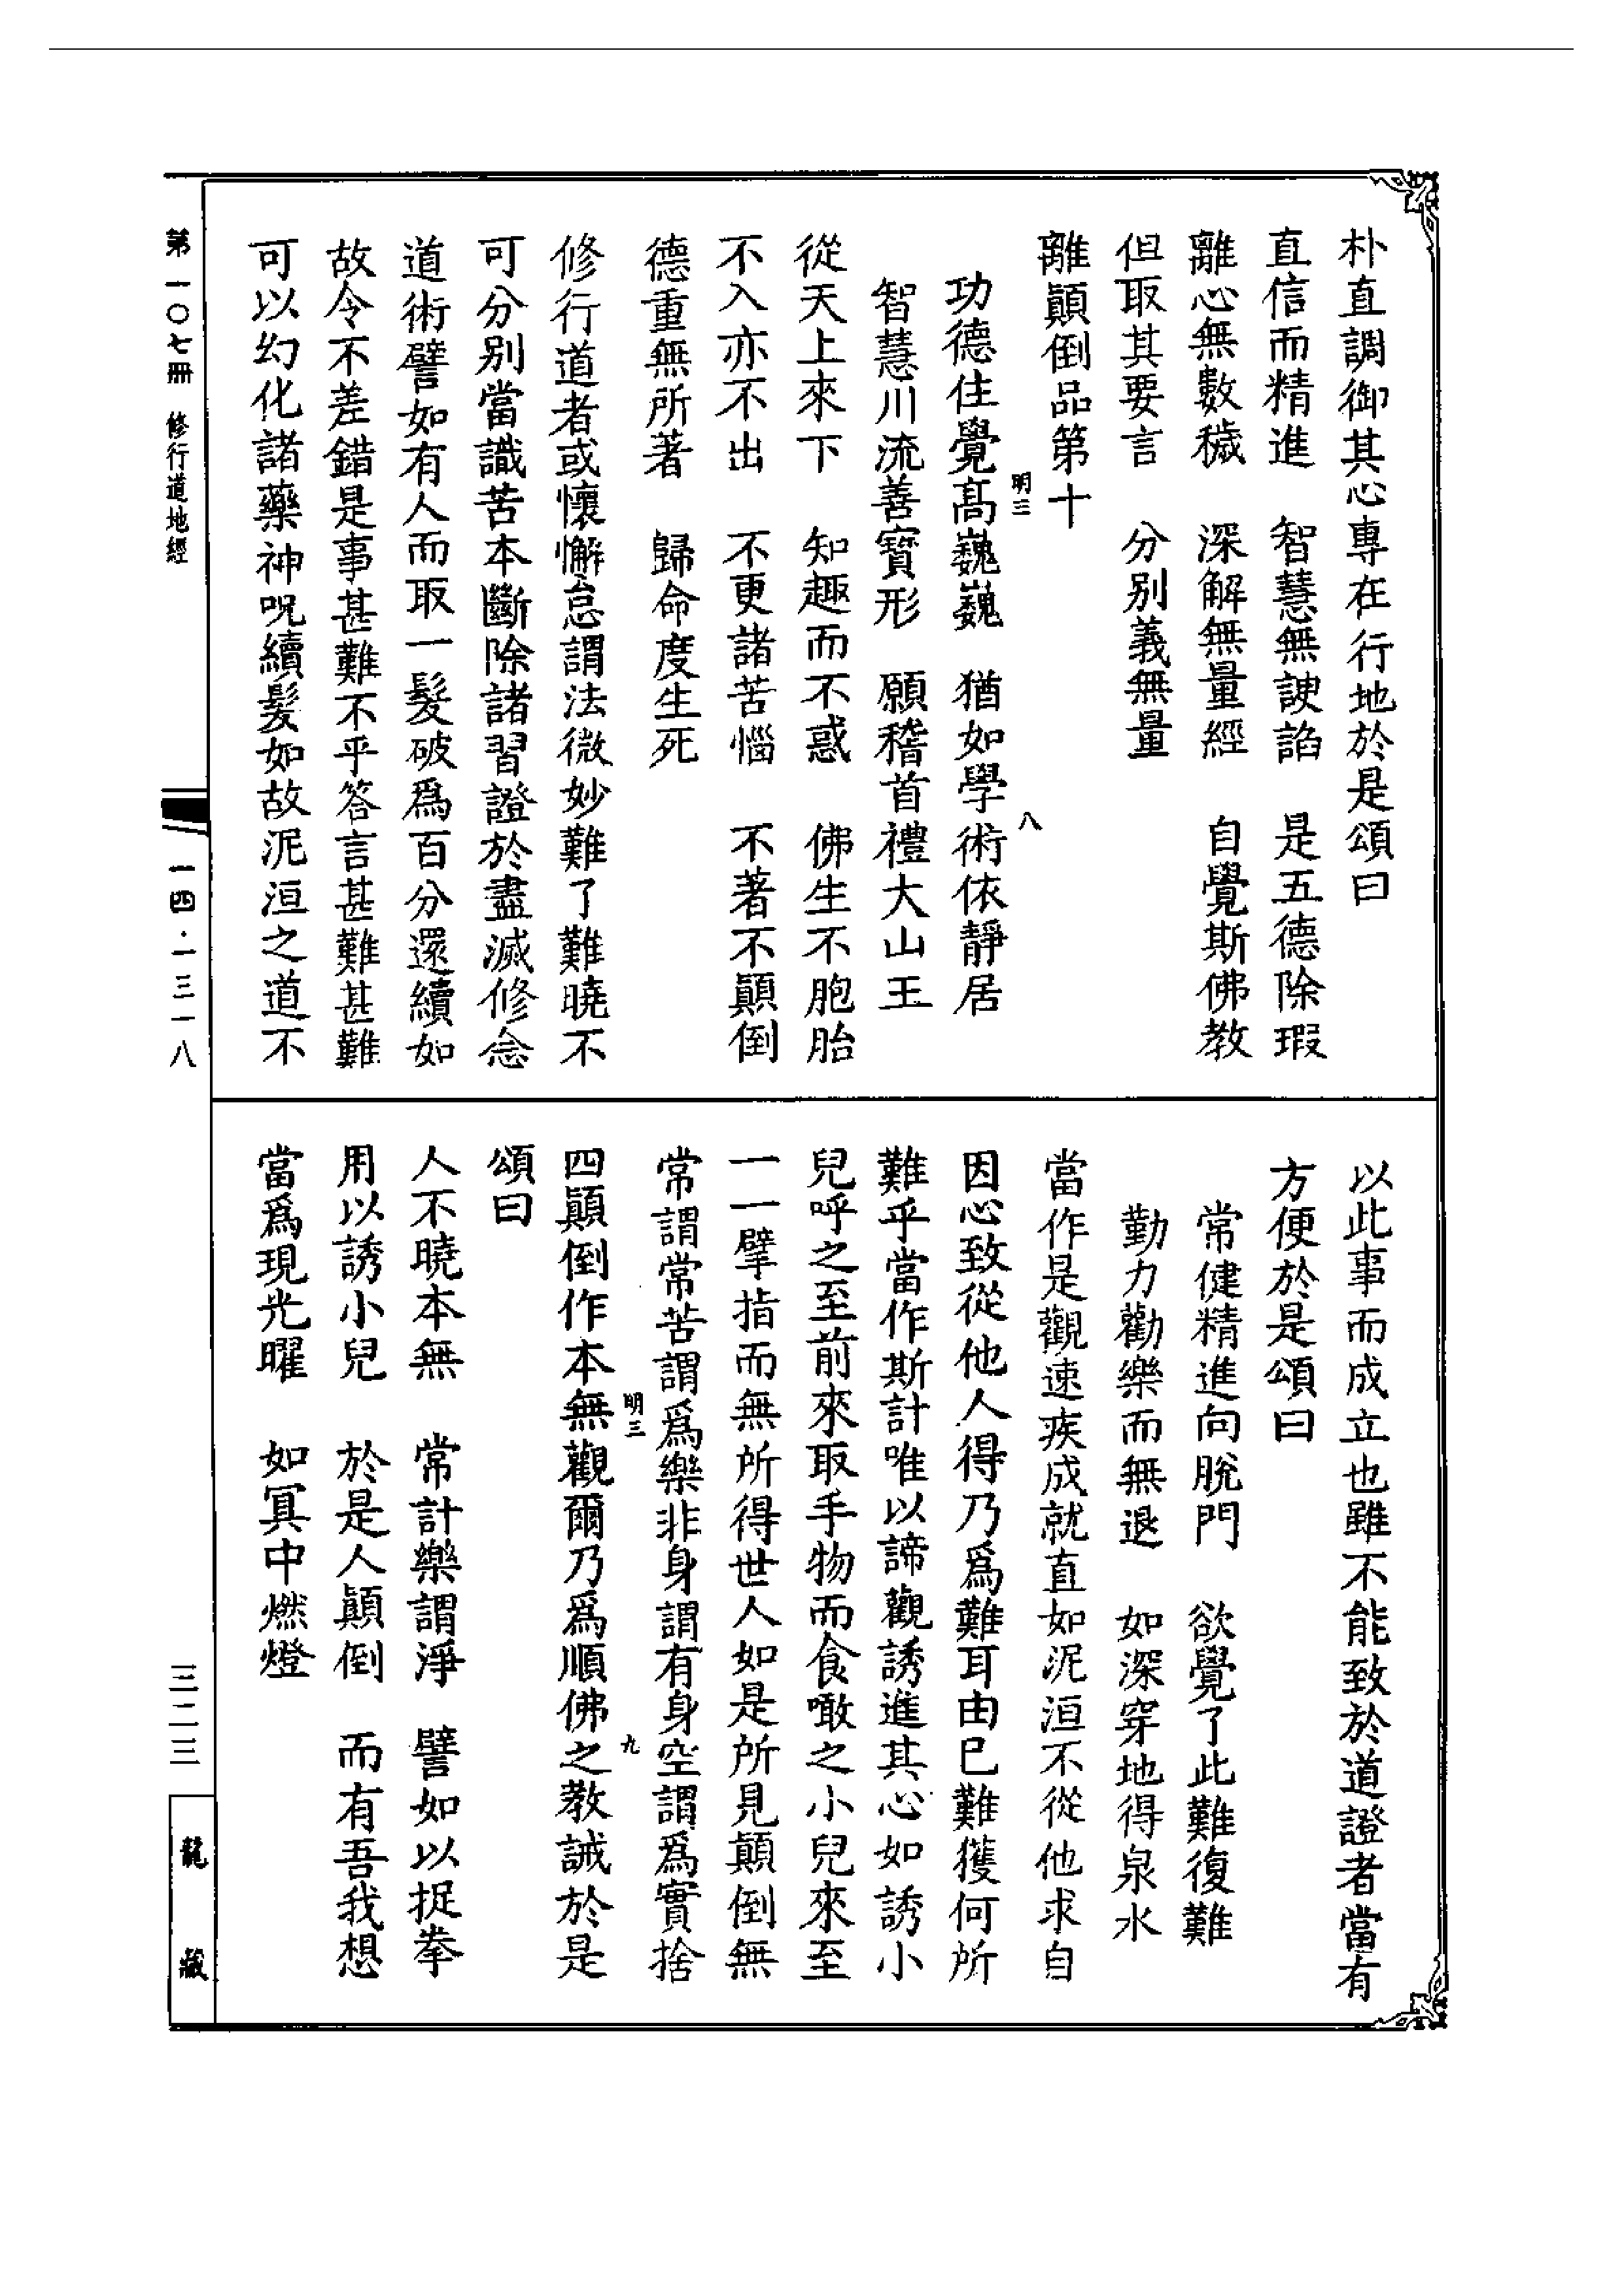 朴直調御其心專在行地於是頌曰
直信而精進　智慧無諛諂　是五德除瑕
離心無數穢　深解無量經　自覺斯佛教
但取其要言　分別義無量
離顛倒品第十
明三　八
功德住覺高巍巍　猶如學術依靜居
智慧川流善寶形　願稽首禮大山王
從天上來下　知趣而不惑　佛生不胞胎
不入亦不出　不更諸苦惱　不著不顛倒
德重無所著　歸命度生死
修行道者或懷懈怠謂法微妙難了難曉不
可分別當識苦本斷除諸習證於盡滅修念
道術譬如有人而取一髮破爲百分還續如
故令不差錯是事甚難不乎答言甚難甚難
可以幻化諸藥神呪續髮如故泥洹之道不
以此事而成立也雖不能致於道證者當有
方便於是頌曰
常健精進向脫門　欲覺了此難復難
勤力勸樂而無退　如深穿地得泉水
當作是觀速疾成就直如泥洹不從他求自
因心致從他人得乃爲難耳由已難獲何所
難乎當作斯計唯以諦觀誘進其心如誘小
兒呼之至前來取手物而食噉之小兒來至
一一擘指而無所得世人如是所見顛倒無
常謂常苦謂爲樂非身謂有身空謂爲實捨
明三　九
四顛倒作本無觀爾乃爲順佛之教誡於是
頌曰
人不曉本無　常計樂謂淨　譬如以捉拳
用以誘小兒　於是人顛倒　而有吾我想
當爲現光曜　如冥中燃燈
第一〇七冊　修行道地經
一四·一三一八
三二三
龍藏